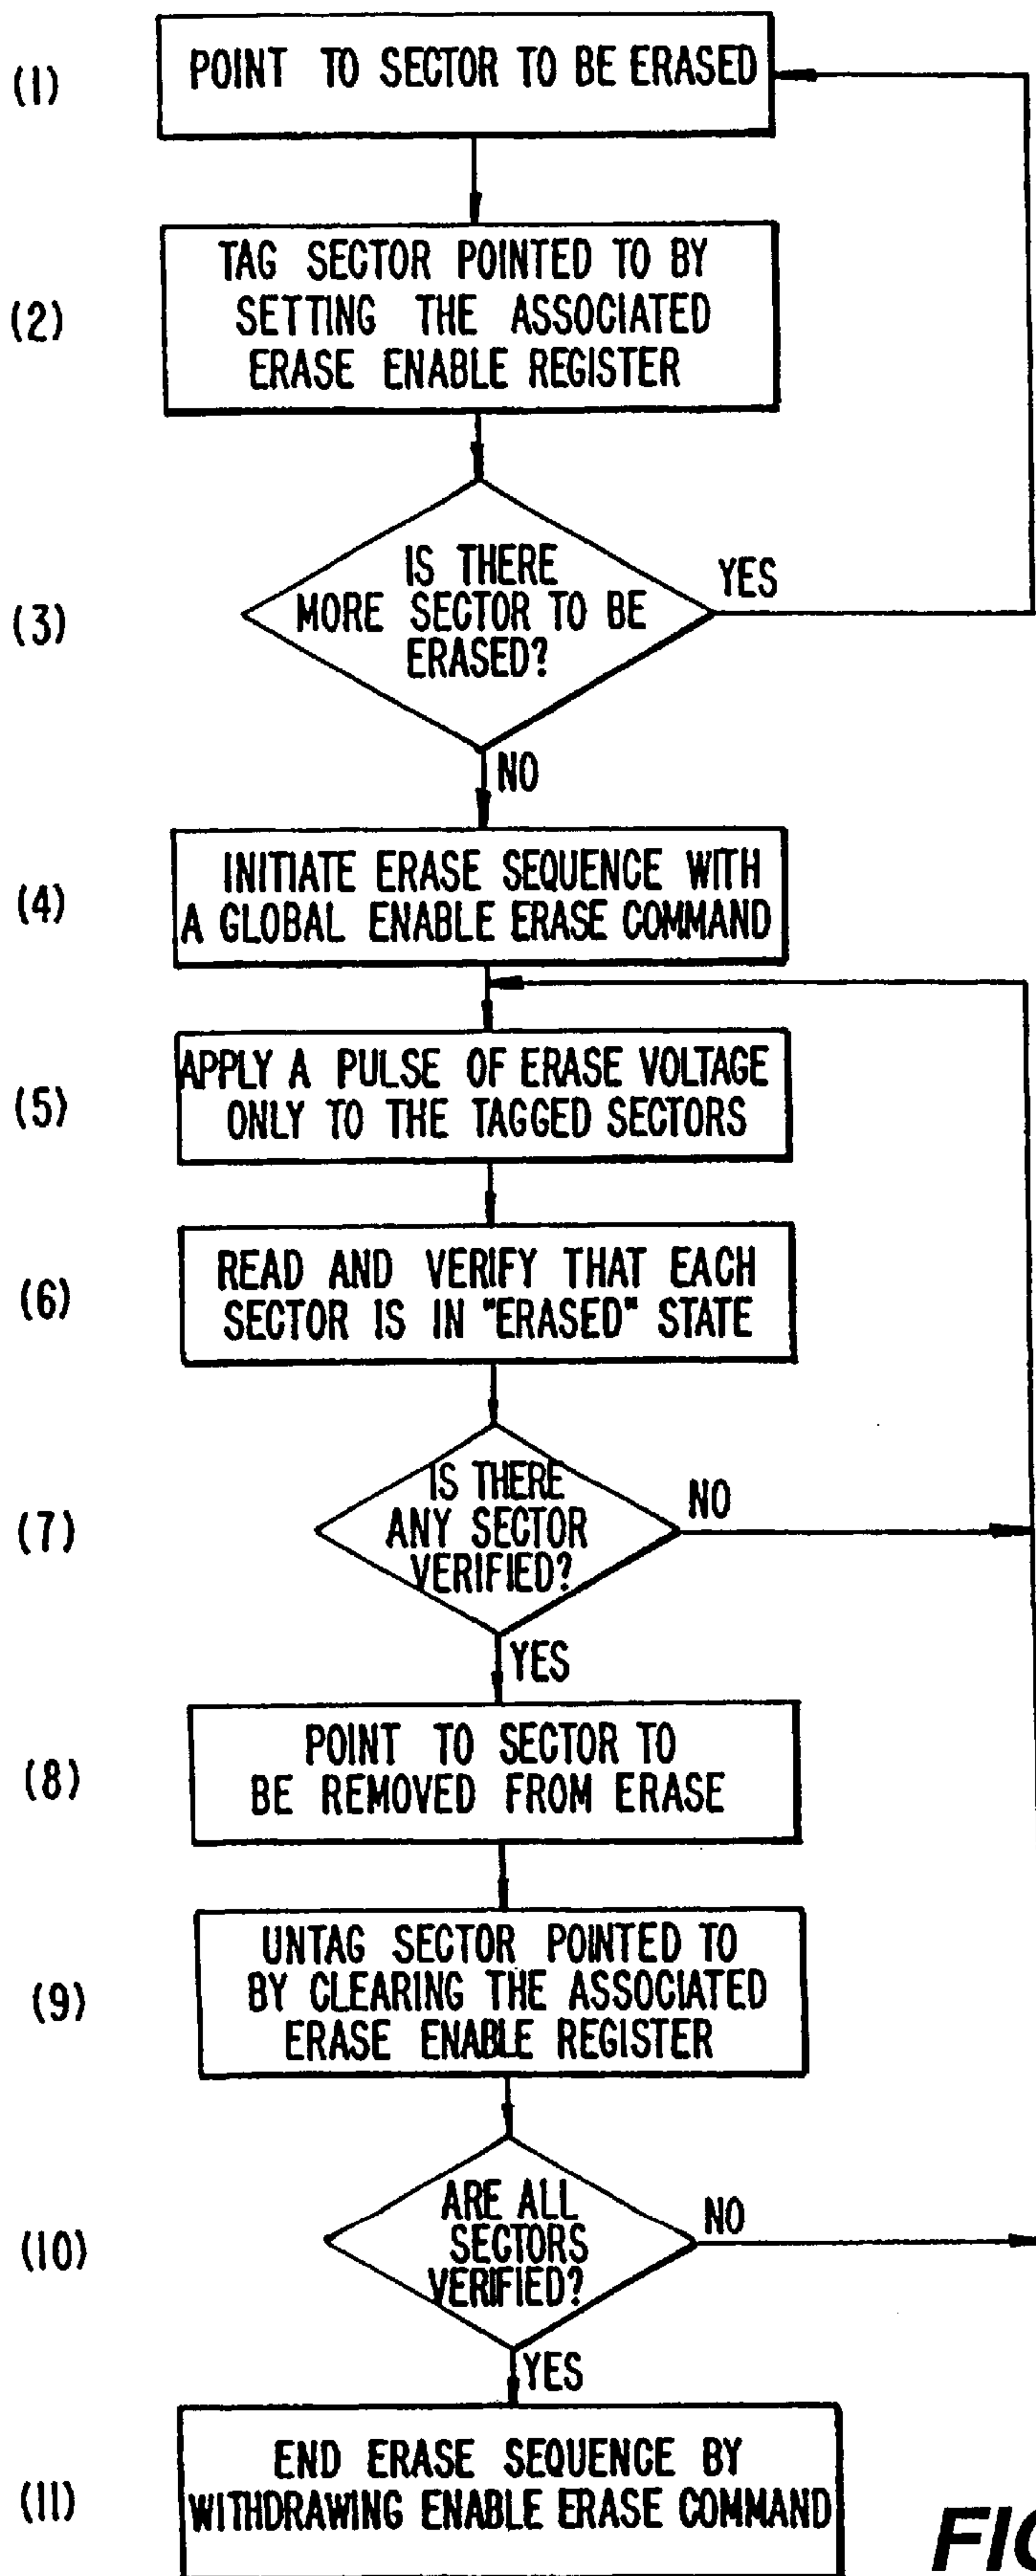 (1)
POINT TO SECTOR TO BE ERASED
(2)
TAG SECTOR POINTED TO BY
SETTING THE ASSOCIATED
ERASE ENABLE REGISTER
(3)
IS THERE
MORE SECTOR TO BE
ERASED?
YES
NO
(4)
INITIATE ERASE SEQUENCE WITH
A GLOBAL ENABLE ERASE COMMAND
(5)
APPLY A PULSE OF ERASE VOLTAGE
ONLY TO THE TAGGED SECTORS
(6)
READ AND VERIFY THAT EACH
SECTOR IS IN "ERASED" STATE
(7)
IS THERE
ANY SECTOR
VERIFIED?
NO
YES
(8)
POINT TO SECTOR TO
BE REMOVED FROM ERASE
(9)
UNTAG SECTOR POINTED TO
BY CLEARING THE ASSOCIATED
ERASE ENABLE REGISTER
(10)
ARE ALL
SECTORS
VERIFIED?
NO
YES
(11)
END ERASE SEQUENCE BY
WITHDRAWING ENABLE ERASE COMMAND